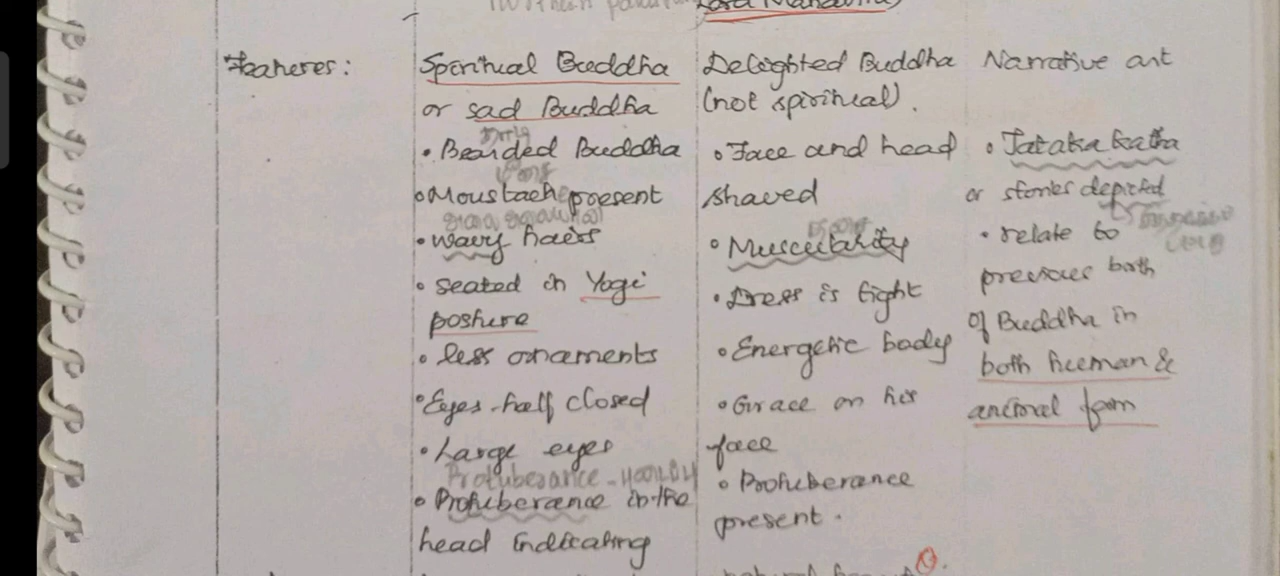 Lord Mahavira)
Features:
Spiritual Buddha
or sad Buddha
• Bearded Buddha
• Moustache present
• wavy hairs
• seated in Yogi
posture
• less ornaments
• Eyes-half closed
• Large eyes
Protuberance -
• Protuberance in the
head indicating
Delighted Buddha
(not spiritual).
• Face and head
shaved
• Muscularity
• Dress is tight
• Energetic body
• Grace on his
face
• Protuberance
present.
Narrative art
• Jataka Katha
or stories depicted
• relate to
previous birth
of Buddha in
both human &
animal form